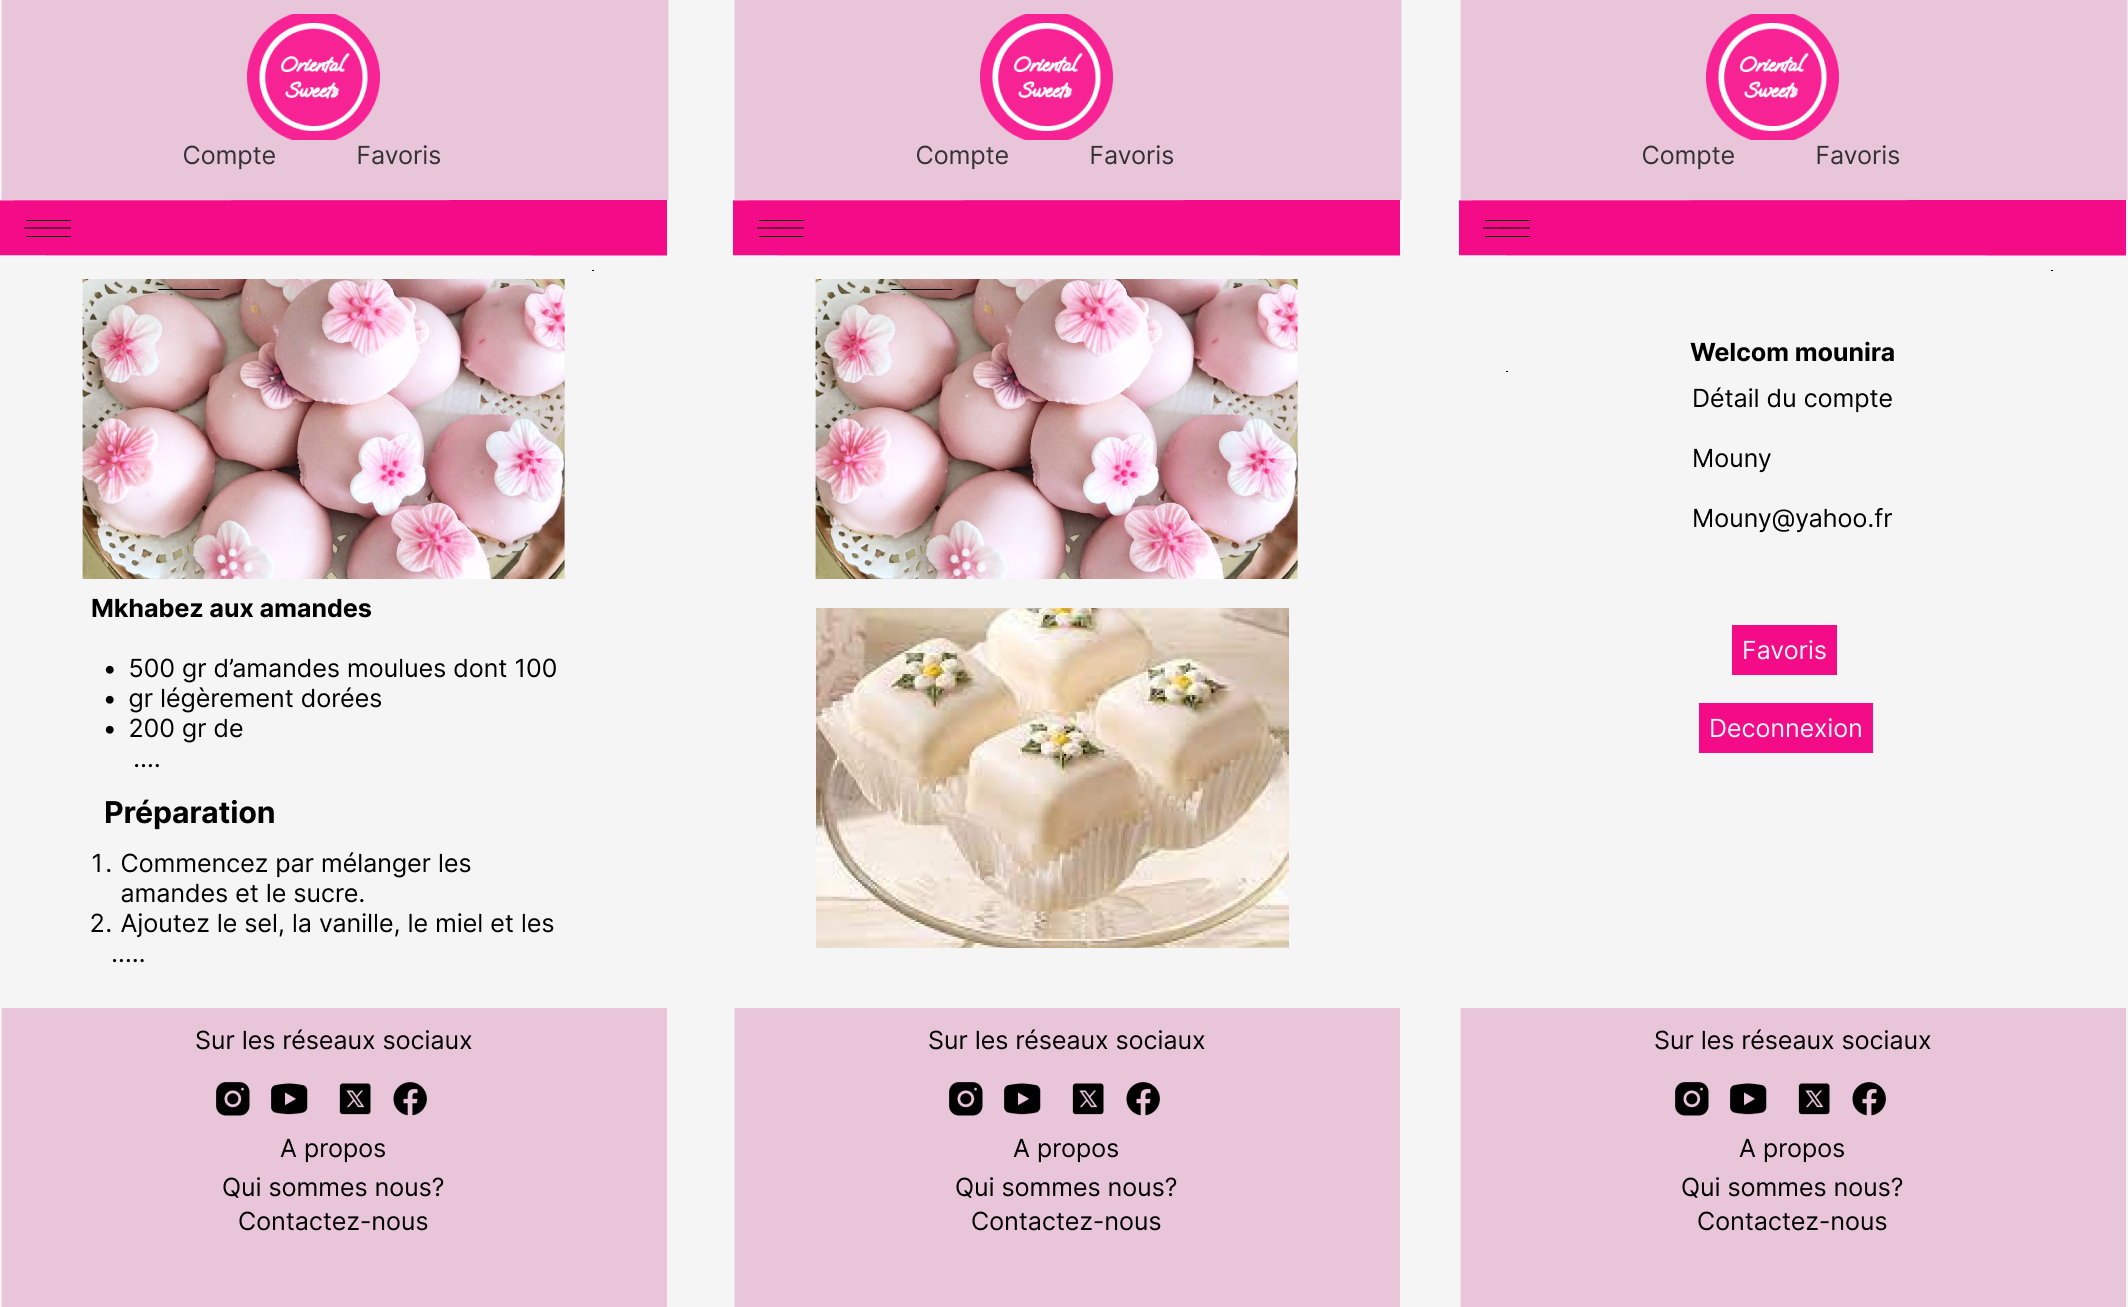 Oriental
Sweets
Compte Favoris
Mkhabez aux amandes
• 500 gr d’amandes moulues dont 100
• gr légèrement dorées
• 200 gr de
....
Préparation
1. Commencez par mélanger les
amandes et le sucre.
2. Ajoutez le sel, la vanille, le miel et les
.....
Sur les réseaux sociaux
A propos
Qui sommes nous?
Contactez-nous
Oriental
Sweets
Compte Favoris
Sur les réseaux sociaux
A propos
Qui sommes nous?
Contactez-nous
Oriental
Sweets
Compte Favoris
Welcom mounira
Détail du compte
Mouny
Mouny@yahoo.fr
Favoris
Deconnexion
Sur les réseaux sociaux
A propos
Qui sommes nous?
Contactez-nous